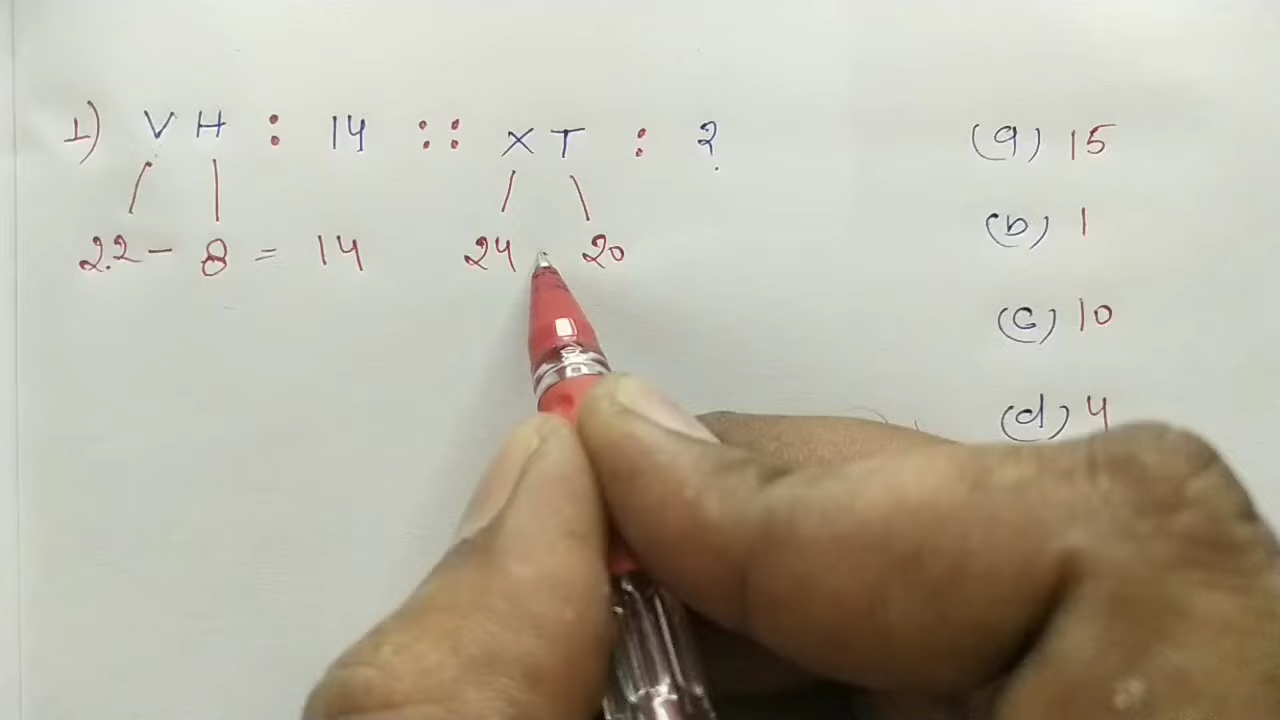 1) V H : 14 :: X T : ?
22 - 8 = 14 24 20
(a) 15
(b) 1
(c) 10
(d) 4